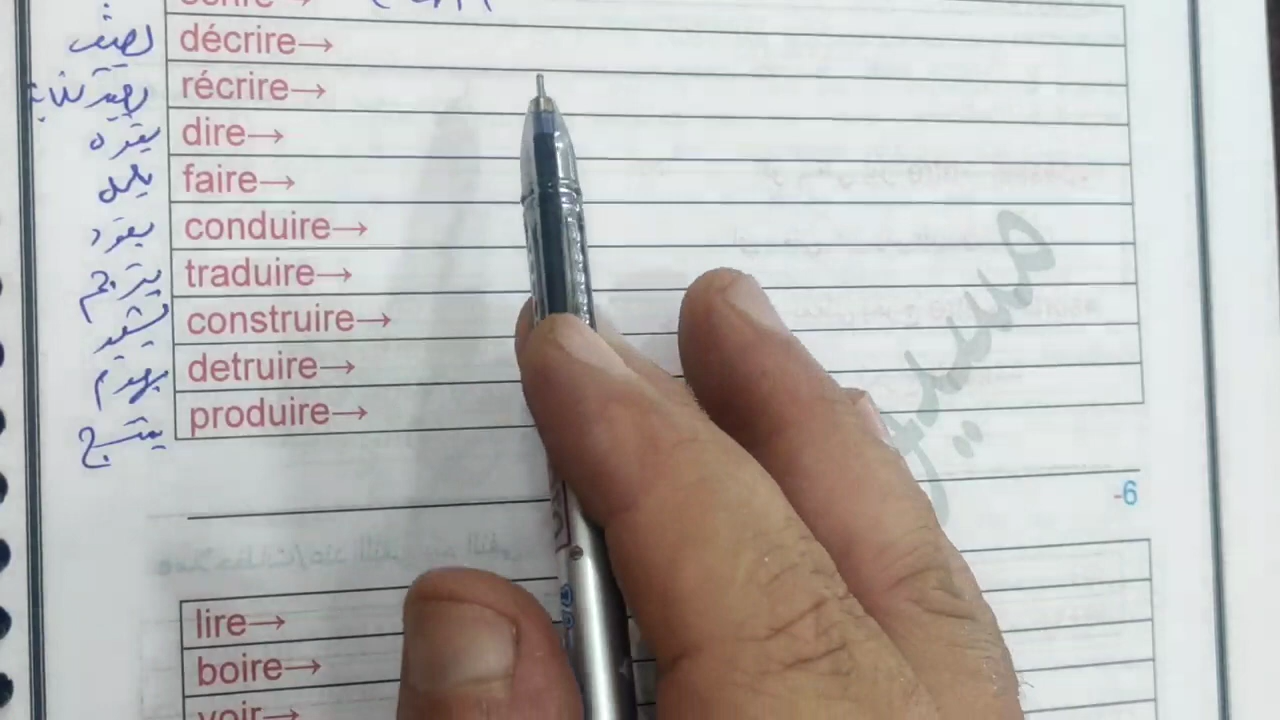 décrire→ يصف
récrire→ يعيد كتابة
dire→
faire→ يعمل
conduire→ يقود
traduire→ يترجم
construire→ يشيد
detruire→ يهدم
produire→ ينتج
-6
lire→
boire→
voir→